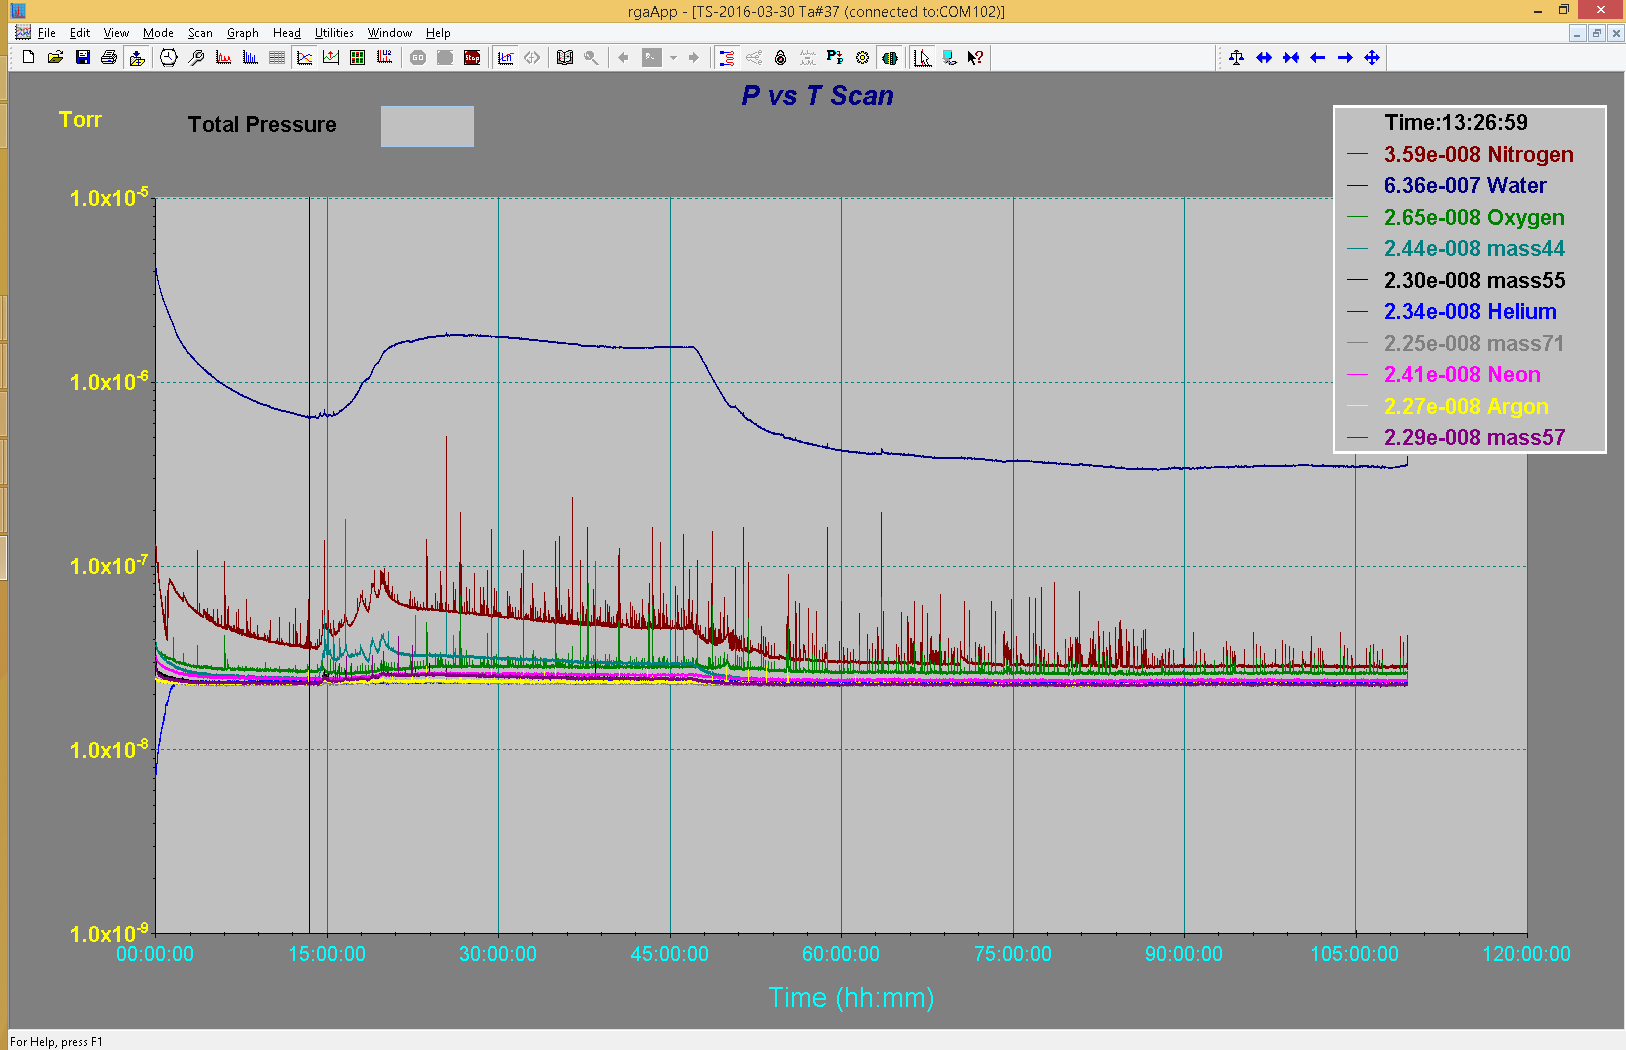 rgaApp - [TS-2016-03-30 Ta#37 (connected to:COM102)]
File Edit View Mode Scan Graph Head Utilities Window Help
GO Stop
P vs T Scan
Torr
Total Pressure
Time:13:26:59
3.59e-008 Nitrogen
6.36e-007 Water
2.65e-008 Oxygen
2.44e-008 mass44
2.30e-008 mass55
2.34e-008 Helium
2.25e-008 mass71
2.41e-008 Neon
2.27e-008 Argon
2.29e-008 mass57
1.0x10-5
1.0x10-6
1.0x10-7
1.0x10-8
1.0x10-9
00:00:00 15:00:00 30:00:00 45:00:00 60:00:00 75:00:00 90:00:00 105:00:00 120:00:00
Time (hh:mm)
For Help, press F1